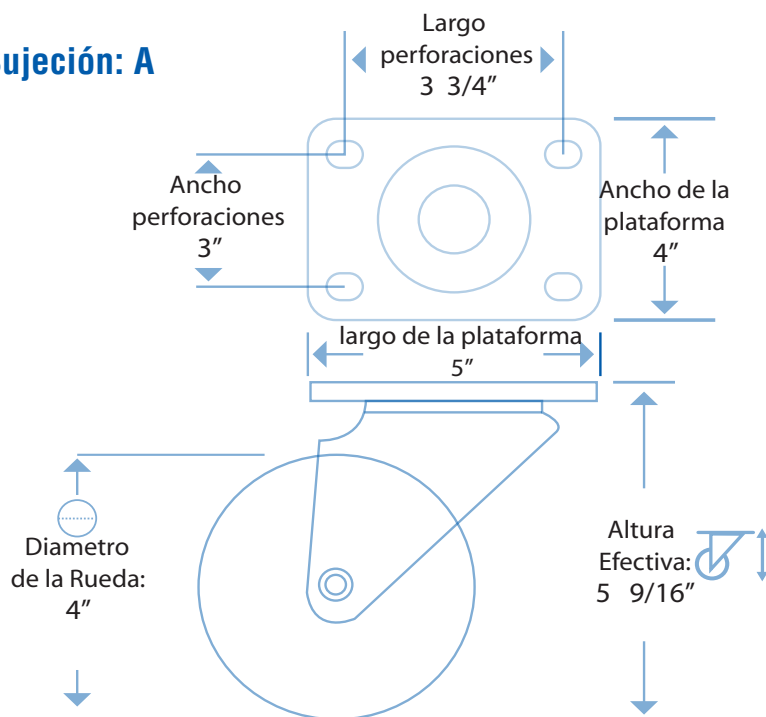 ujeción: A
Largo
perforaciones
3 3/4”
Ancho
perforaciones
3”
Ancho de la
plataforma
4”
largo de la plataforma
5”
Diametro
de la Rueda:
4”
Altura
Efectiva:
5 9/16”